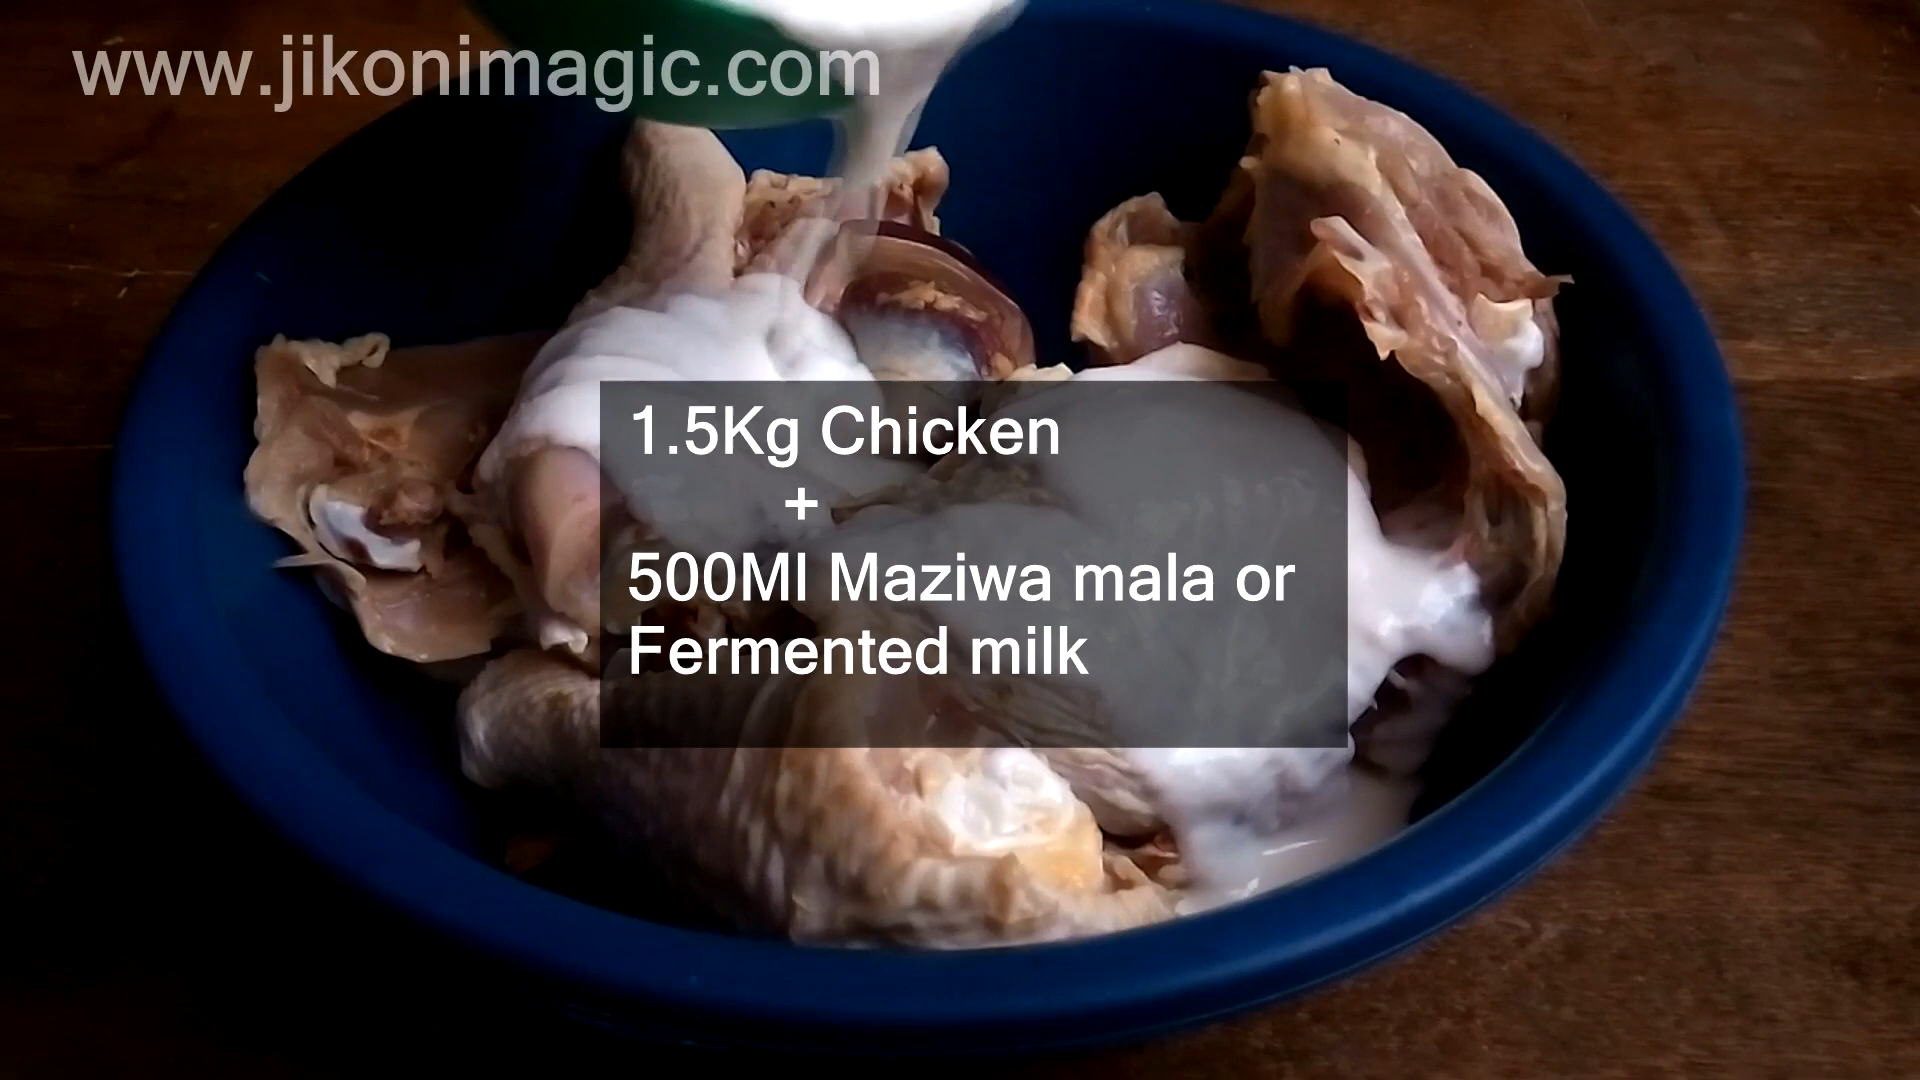 www.jikonimagic.com
1.5Kg Chicken
+
500Ml Maziwa mala or
Fermented milk